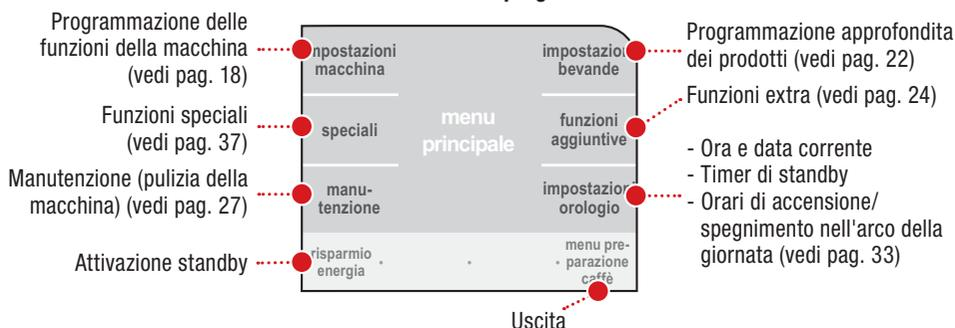 Programmazione delle
funzioni della macchina
(vedi pag. 18)
Funzioni speciali
(vedi pag. 37)
Manutenzione (pulizia della
macchina) (vedi pag. 27)
Attivazione standby
mpostazioni
macchina
speciali
manu-
tenzione
risparmio
energia
menu
principale
impostazio
bevande
funzioni
aggiuntive
impostazion
orologio
menu pre-
parazione
caffè
Uscita
Programmazione approfondita
dei prodotti (vedi pag. 22)
Funzioni extra (vedi pag. 24)
- Ora e data corrente
- Timer di standby
- Orari di accensione/
spegnimento nell'arco della
giornata (vedi pag. 33)